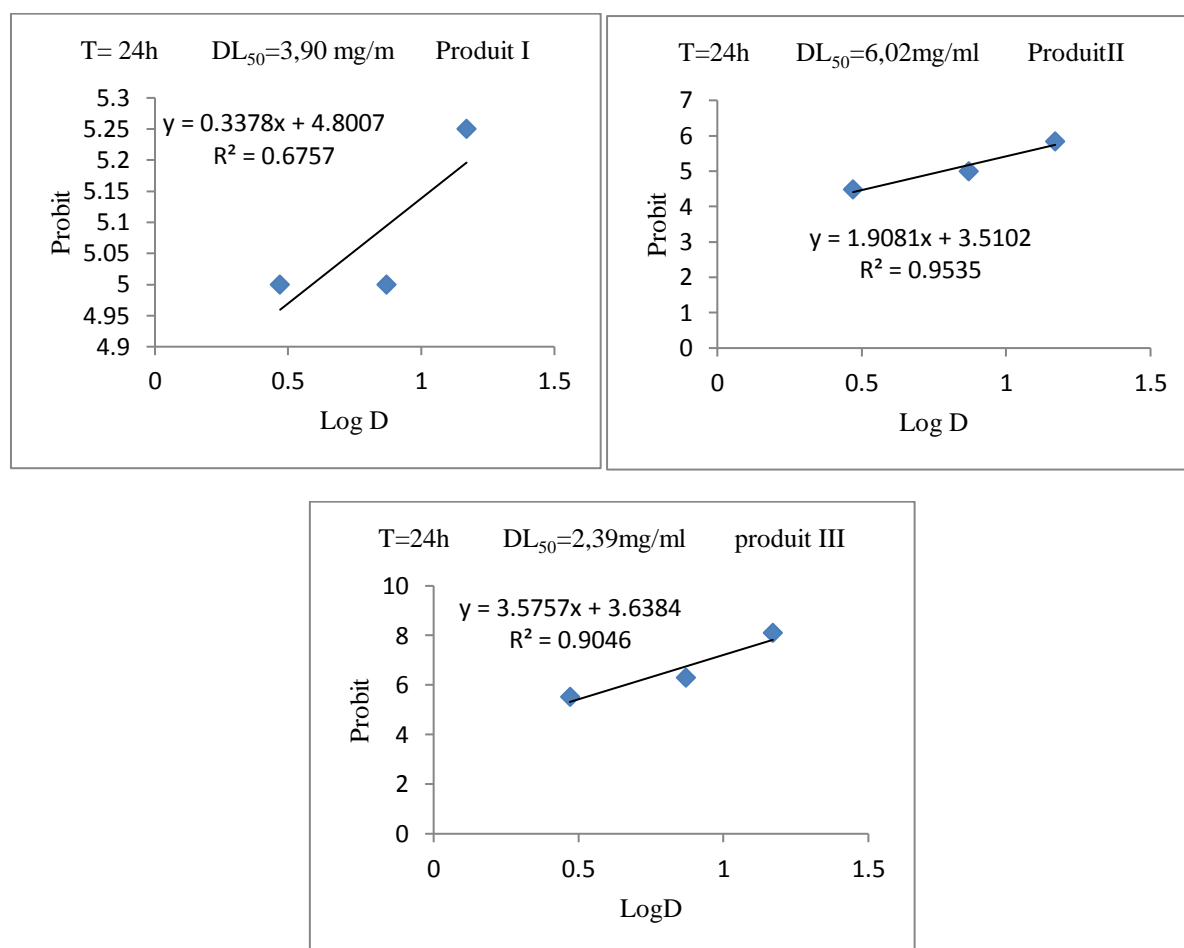 T= 24h DL₅₀=3,90 mg/m Produit I
y = 0.3378x + 4.8007
R² = 0.6757
Probit
5.3
5.25
5.2
5.15
5.1
5.05
5
4.95
4.9
0 0.5 1 1.5
Log D
T=24h DL₅₀=6,02mg/ml ProduitII
y = 1.9081x + 3.5102
R² = 0.9535
Probit
7
6
5
4
3
2
1
0
0 0.5 1 1.5
Log D
T=24h DL₅₀=2,39mg/ml produit III
y = 3.5757x + 3.6384
R² = 0.9046
Probit
10
8
6
4
2
0
0 0.5 1 1.5
LogD